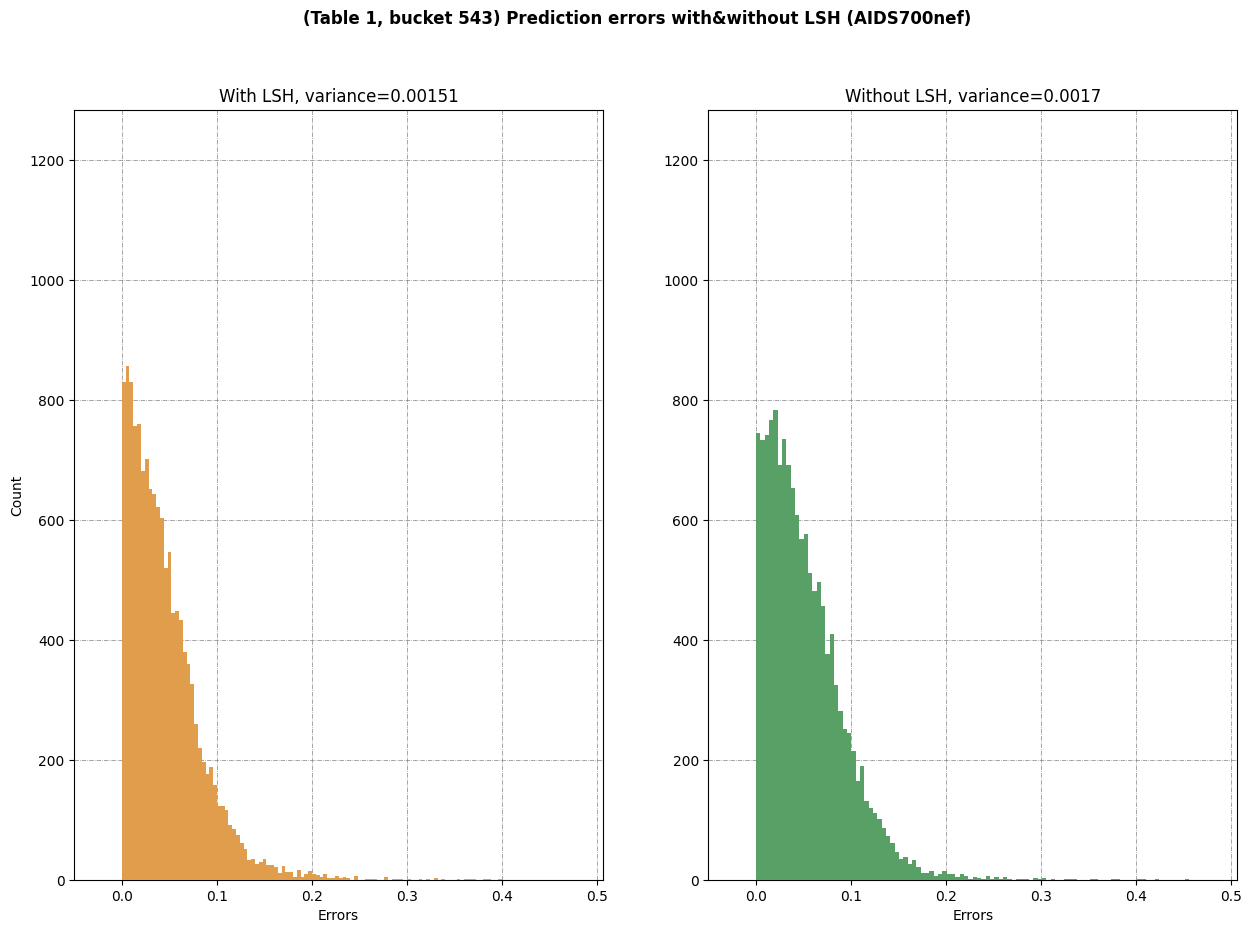 (Table 1, bucket 543) Prediction errors with&without LSH (AIDS700nef)
With LSH, variance=0.00151
1200
1000
800
600
400
200
0
Count
0.0 0.1 0.2 0.3 0.4 0.5
Errors
Without LSH, variance=0.0017
1200
1000
800
600
400
200
0
0.0 0.1 0.2 0.3 0.4 0.5
Errors